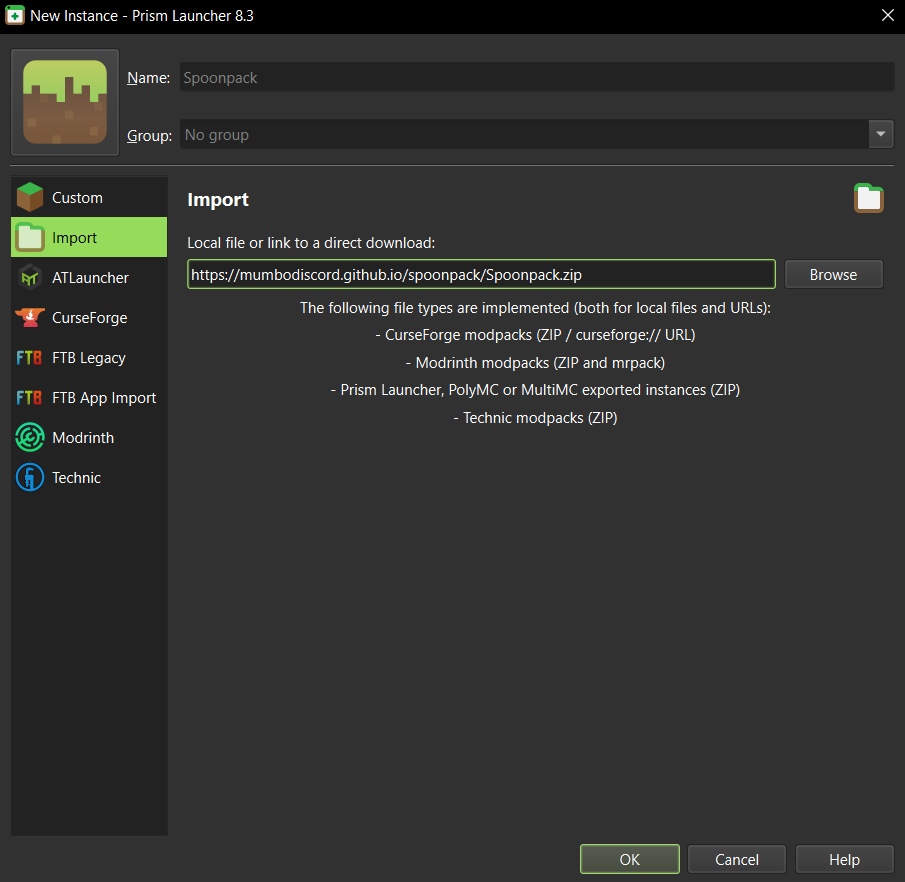 New Instance - Prism Launcher 8.3
Name: Spoonpack
Group: No group
Custom
Import
ATLauncher
CurseForge
FTB Legacy
FTB App Import
Modrinth
Technic
Import
Local file or link to a direct download:
https://mumbodiscord.github.io/spoonpack/Spoonpack.zip Browse
The following file types are implemented (both for local files and URLs):
- CurseForge modpacks (ZIP / curseforge:// URL)
- Modrinth modpacks (ZIP and mrpack)
- Prism Launcher, PolyMC or MultiMC exported instances (ZIP)
- Technic modpacks (ZIP)
OK Cancel Help